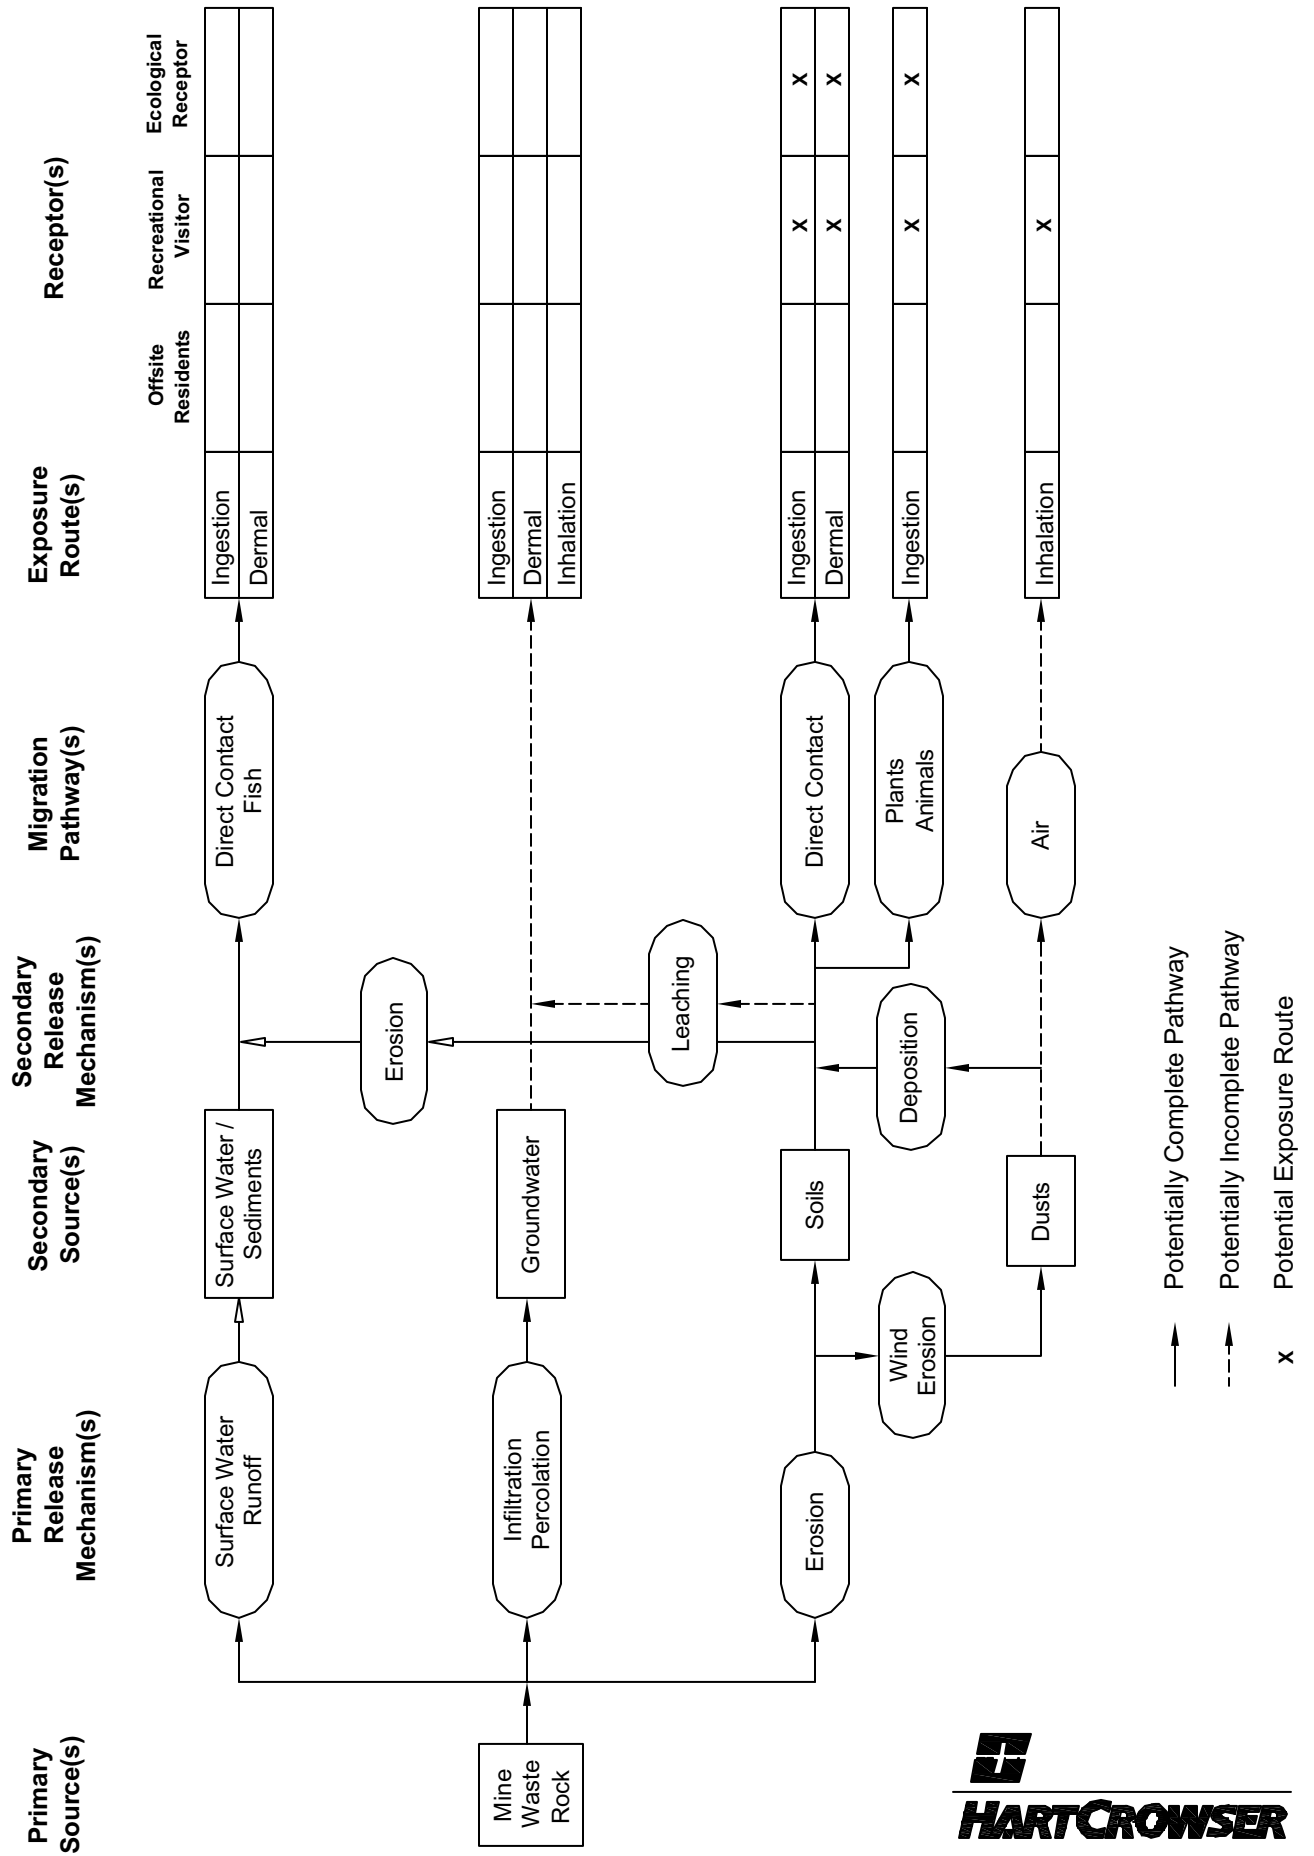 Primary
Source(s)
Primary
Release
Mechanism(s)
Secondary
Source(s)
Secondary
Release
Mechanism(s)
Migration
Pathway(s)
Exposure
Route(s)
Receptor(s)
Offsite
Residents
Recreational
Visitor
Ecological
Receptor
Mine
Waste
Rock
Surface Water
Runoff
Surface Water /
Sediments
Erosion
Direct Contact
Fish
Ingestion
Dermal
Infiltration
Percolation
Groundwater
Leaching
Ingestion
Dermal
Inhalation
Erosion
Soils
Direct Contact
Ingestion X X
Dermal X X
Wind
Erosion
Deposition
Plants
Animals
Ingestion X X
Dusts
Air
Inhalation X
Potentially Complete Pathway
Potentially Incomplete Pathway
X Potential Exposure Route
HARTCROWSER